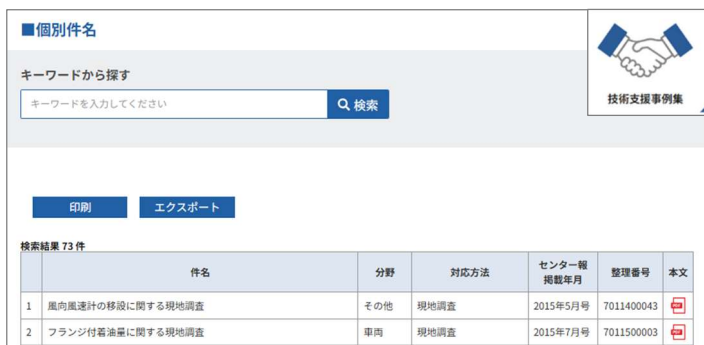 ■個別件名
技術支援事例集
キーワードから探す
キーワードを入力してください
検索
印刷 エクスポート
検索結果 73 件
件名 分野 対応方法 センター報掲載年月 整理番号 本文
1 風向風速計の移設に関する現地調査 その他 現地調査 2015年5月号 7011400043
2 フランジ付着油量に関する現地調査 車両 現地調査 2015年7月号 7011500003